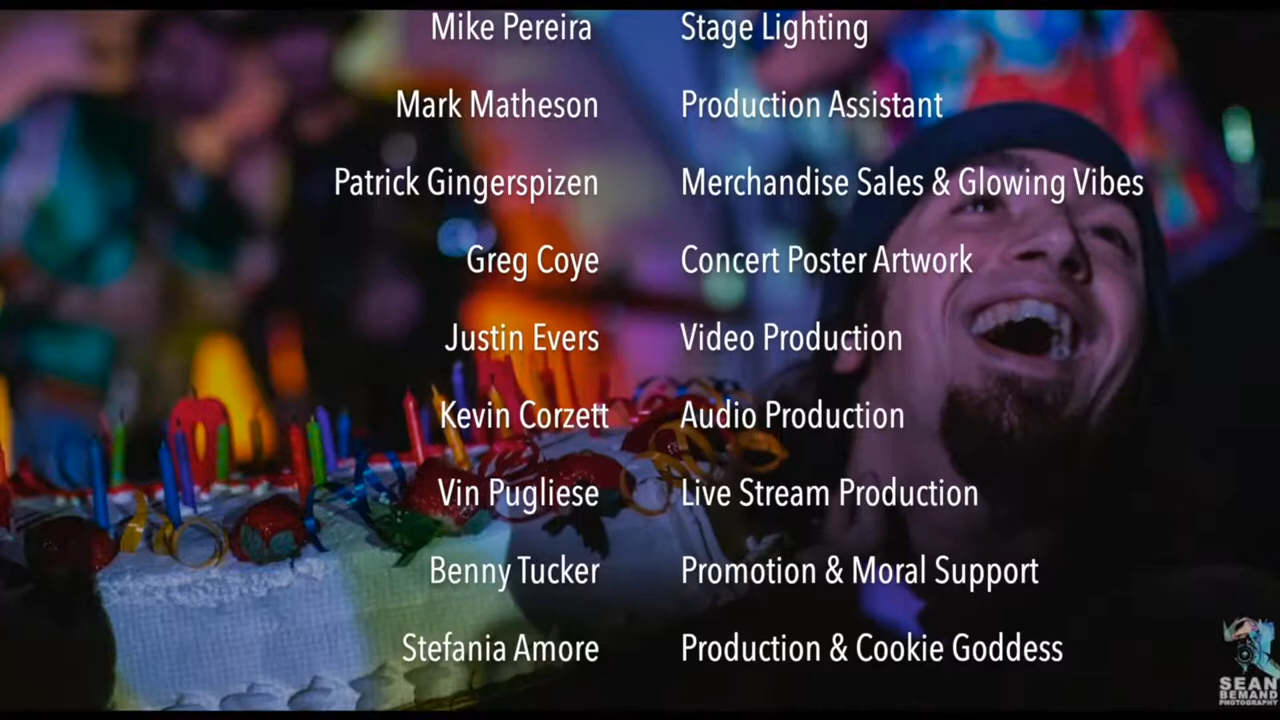 Mike Pereira Stage Lighting
Mark Matheson Production Assistant
Patrick Gingerspizen Merchandise Sales & Glowing Vibes
Greg Coye Concert Poster Artwork
Justin Evers Video Production
Kevin Corzett Audio Production
Vin Pugliese Live Stream Production
Benny Tucker Promotion & Moral Support
Stefania Amore Production & Cookie Goddess
SEAN
BEMAND
PHOTOGRAPHY